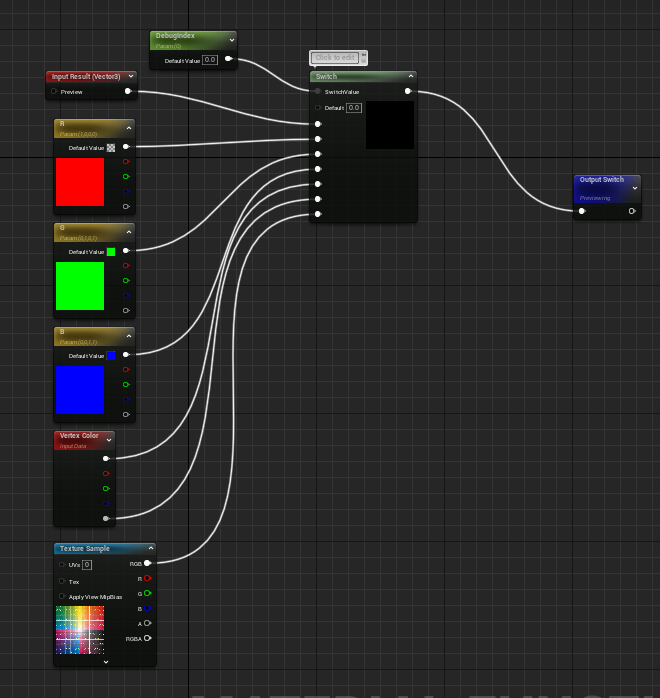 DebugIndex
Param (0)
Default Value 0.0
Click to edit
Input Result (Vector3)
Preview
Switch
SwitchValue
Default 0.0
R
Param (1,0,0,0)
Default Value
Output Switch
Previewing
G
Param (0,1,0,1)
Default Value
B
Param (0,0,1,1)
Default Value
Vertex Color
Input Data
Texture Sample
UVs 0
RGB
R
Tex
G
Apply View MipBias
B
A
RGBA